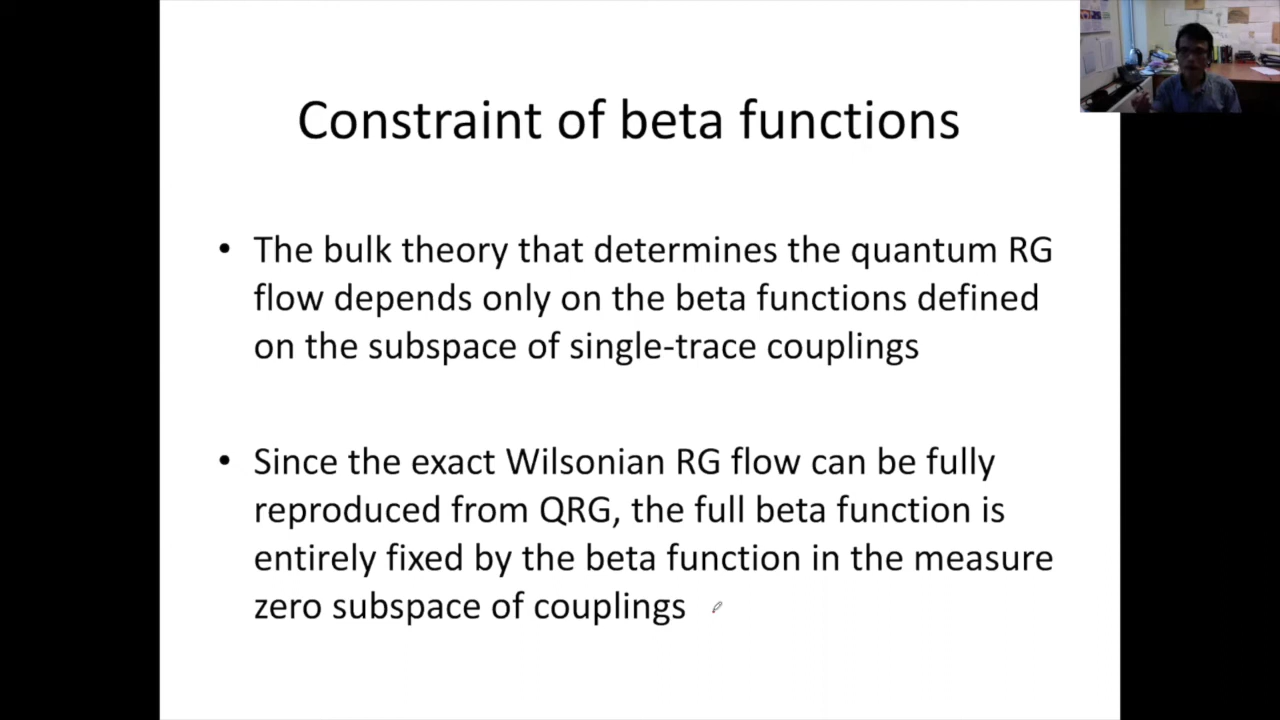 Constraint of beta functions
• The bulk theory that determines the quantum RG
flow depends only on the beta functions defined
on the subspace of single-trace couplings
• Since the exact Wilsonian RG flow can be fully
reproduced from QRG, the full beta function is
entirely fixed by the beta function in the measure
zero subspace of couplings